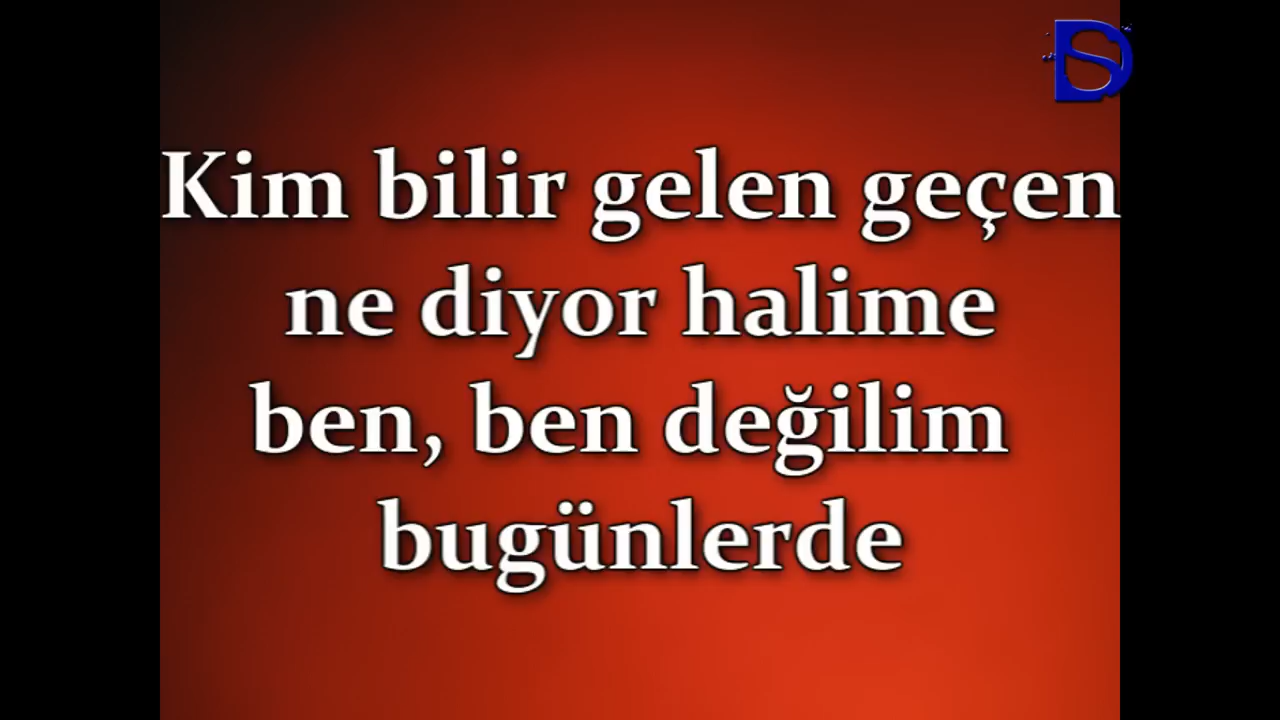 Kim bilir gelen geçen
ne diyor halime
ben, ben değilim
bugünlerde